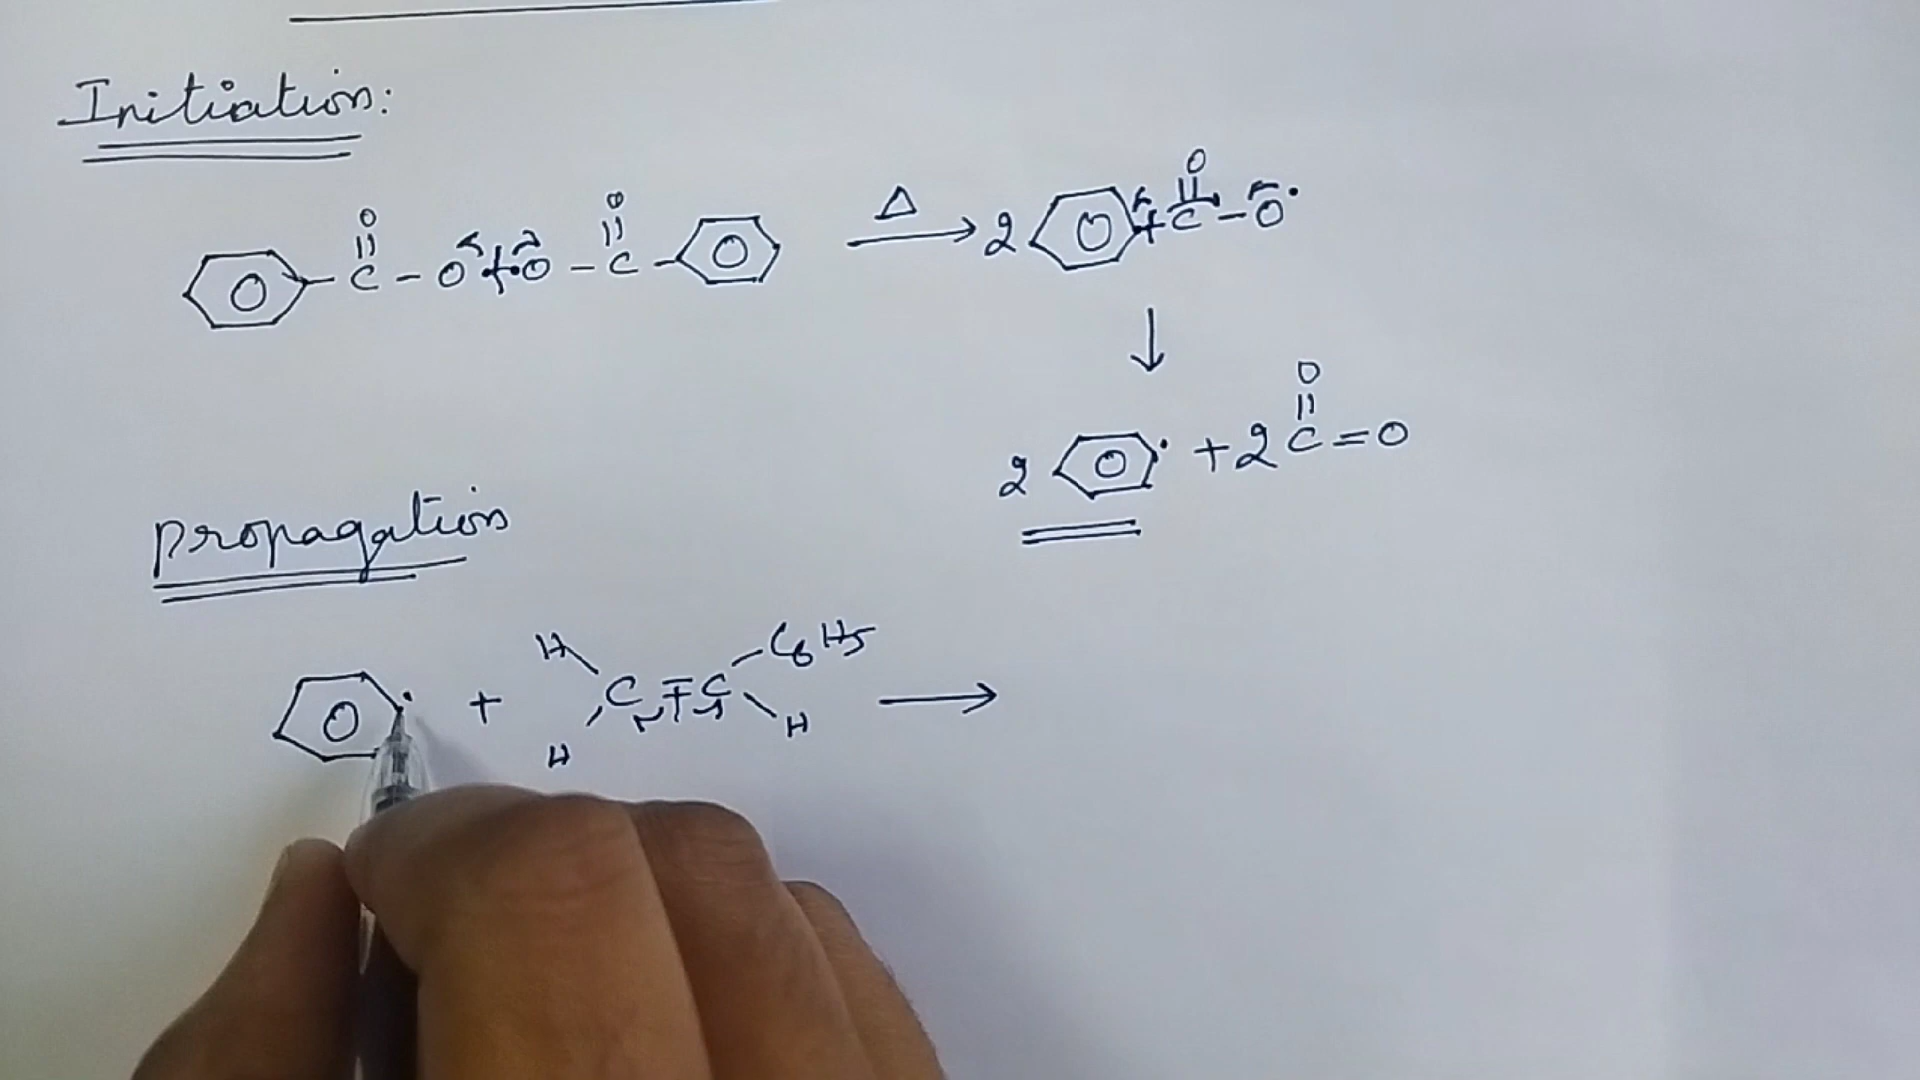 Initiation:
O O O
C - O + O - C Δ 2 C - O
O
2 + 2 C = O
Propagation
H C6H5
+ C = C
H H